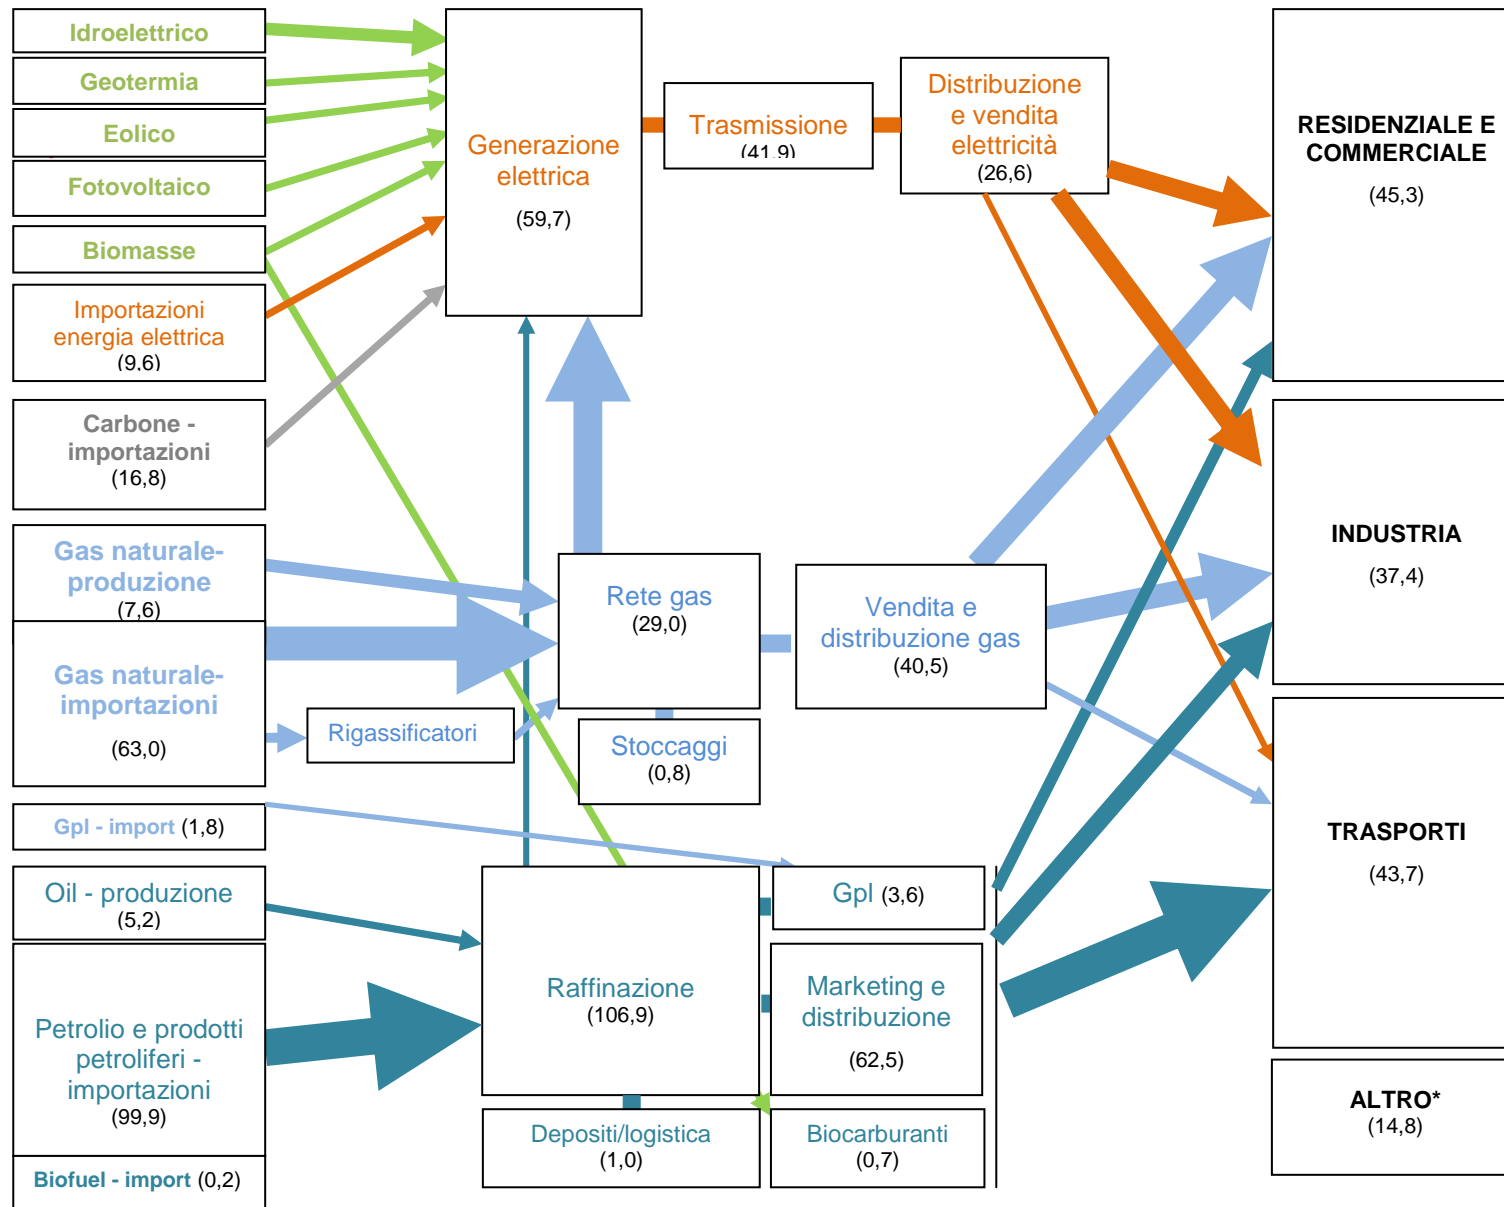 Idroelettrico
Geotermia
Eolico
Fotovoltaico
Biomasse
Importazioni
energia elettrica
(9,6)
Carbone -
importazioni
(16,8)
Gas naturale-
produzione
(7,6)
Gas naturale-
importazioni
(63,0)
Gpl - import (1,8)
Oil - produzione
(5,2)
Petrolio e prodotti
petroliferi -
importazioni
(99,9)
Biofuel - import (0,2)
Generazione
elettrica
(59,7)
Trasmissione
(41,9)
Distribuzione
e vendita
elettricità
(26,6)
Rete gas
(29,0)
Vendita e
distribuzione gas
(40,5)
Rigassificatori
Stoccaggi
(0,8)
Raffinazione
(106,9)
Gpl (3,6)
Marketing e
distribuzione
(62,5)
Depositi/logistica
(1,0)
Biocarburanti
(0,7)
RESIDENZIALE E
COMMERCIALE
(45,3)
INDUSTRIA
(37,4)
TRASPORTI
(43,7)
ALTRO*
(14,8)